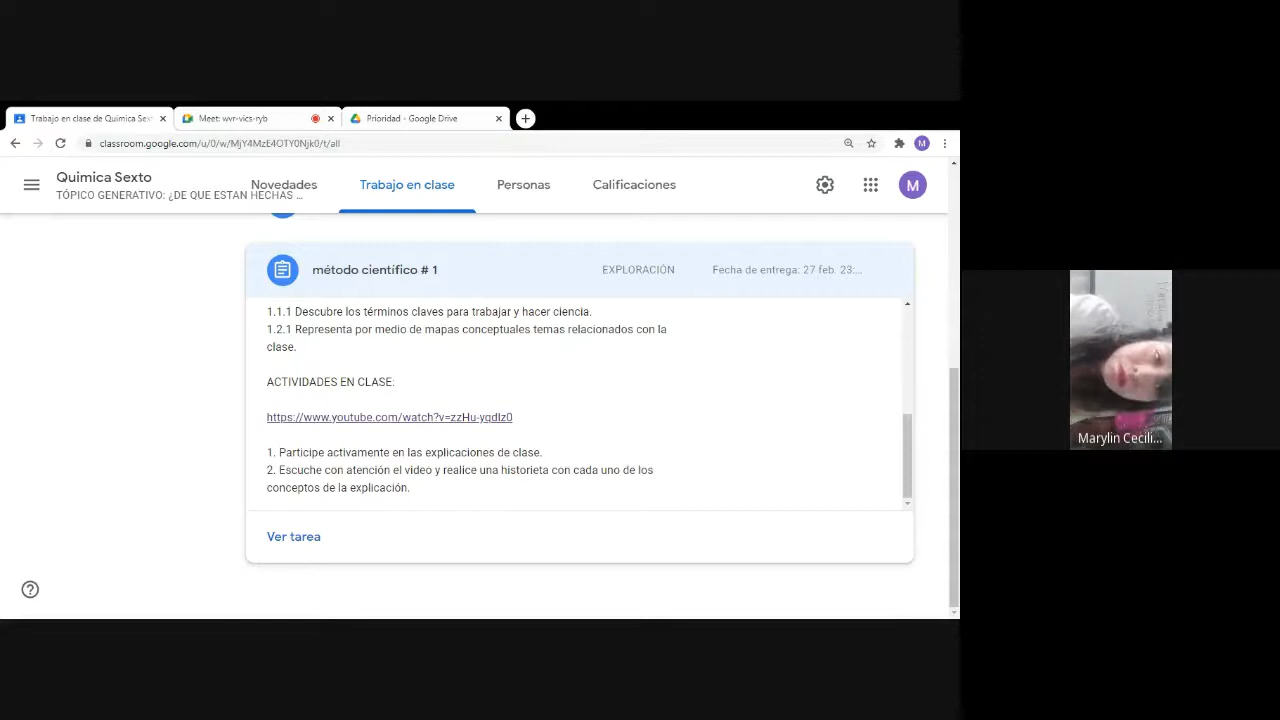 Trabajo en clase de Quimica Sex
Meet: wvr-vics-ryb
Prioridad - Google Drive
classroom.google.com/u/0/w/MjY4MzE4OTY0Njk0/t/all
M
Quimica Sexto
TÓPICO GENERATIVO: ¿DE QUE ESTAN HECHAS ...
Novedades
Trabajo en clase
Personas
Calificaciones
M
método científico # 1
EXPLORACIÓN
Fecha de entrega: 27 feb. 23:...
1.1.1 Descubre los términos claves para trabajar y hacer ciencia.
1.2.1 Representa por medio de mapas conceptuales temas relacionados con la
clase.
ACTIVIDADES EN CLASE:
https://www.youtube.com/watch?v=zzHu-yqdIz0
1. Participe activamente en las explicaciones de clase.
2. Escuche con atención el video y realice una historieta con cada uno de los
conceptos de la explicación.
Ver tarea
Marylin Cecili...